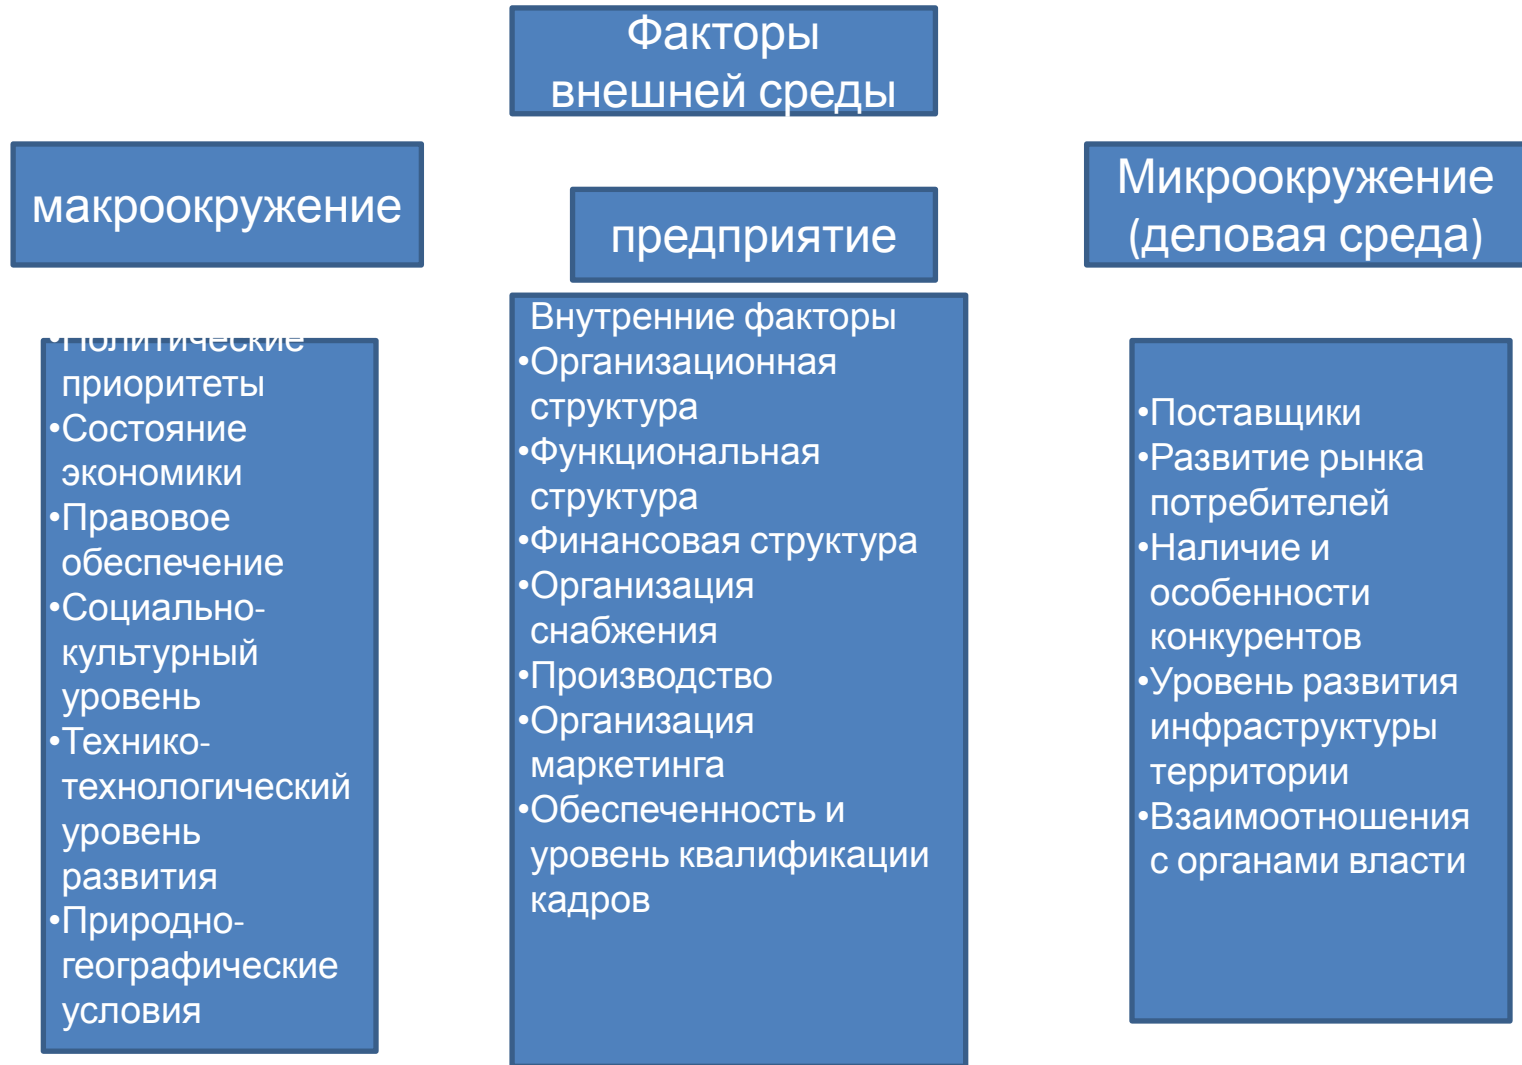 Факторы
внешней среды
макроокружение
•Политические
приоритеты
•Состояние
экономики
•Правовое
обеспечение
•Социально-
культурный
уровень
•Технико-
технологический
уровень
развития
•Природно-
географические
условия
предприятие
Внутренние факторы
•Организационная
структура
•Функциональная
структура
•Финансовая структура
•Организация
снабжения
•Производство
•Организация
маркетинга
•Обеспеченность и
уровень квалификации
кадров
Микроокружение
(деловая среда)
•Поставщики
•Развитие рынка
потребителей
•Наличие и
особенности
конкурентов
•Уровень развития
инфраструктуры
территории
•Взаимоотношения
с органами власти